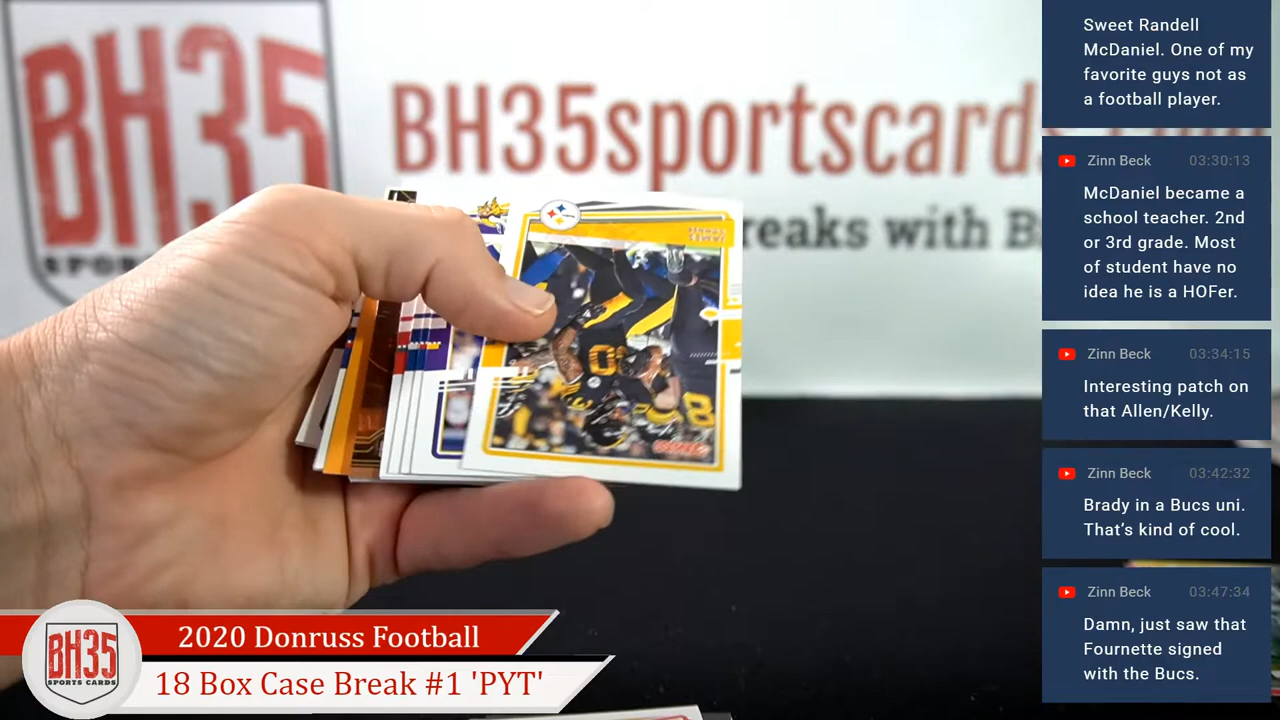 BH35
SPORTS
BH35sportscards
reaks with B
2020 Donruss Football
18 Box Case Break #1 'PYT'
BH35
SPORTS CARDS
Sweet Randell
McDaniel. One of my
favorite guys not as
a football player.
Zinn Beck 03:30:13
McDaniel became a
school teacher. 2nd
or 3rd grade. Most
of student have no
idea he is a HOFer.
Zinn Beck 03:34:15
Interesting patch on
that Allen/Kelly.
Zinn Beck 03:42:32
Brady in a Bucs uni.
That's kind of cool.
Zinn Beck 03:47:34
Damn, just saw that
Fournette signed
with the Bucs.